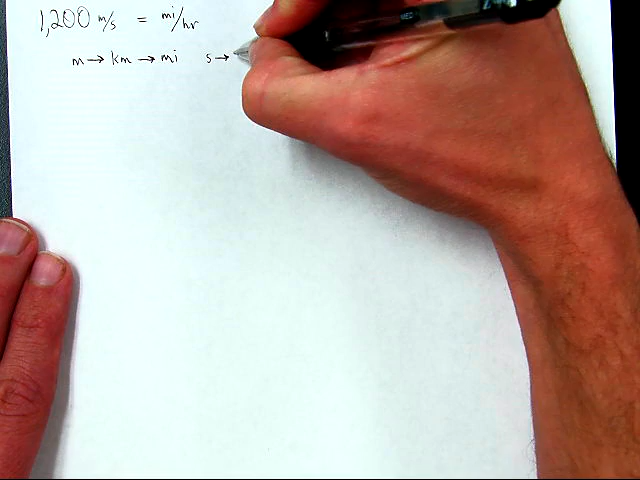 1,200 m/s = mi/hr
m → km → mi s →